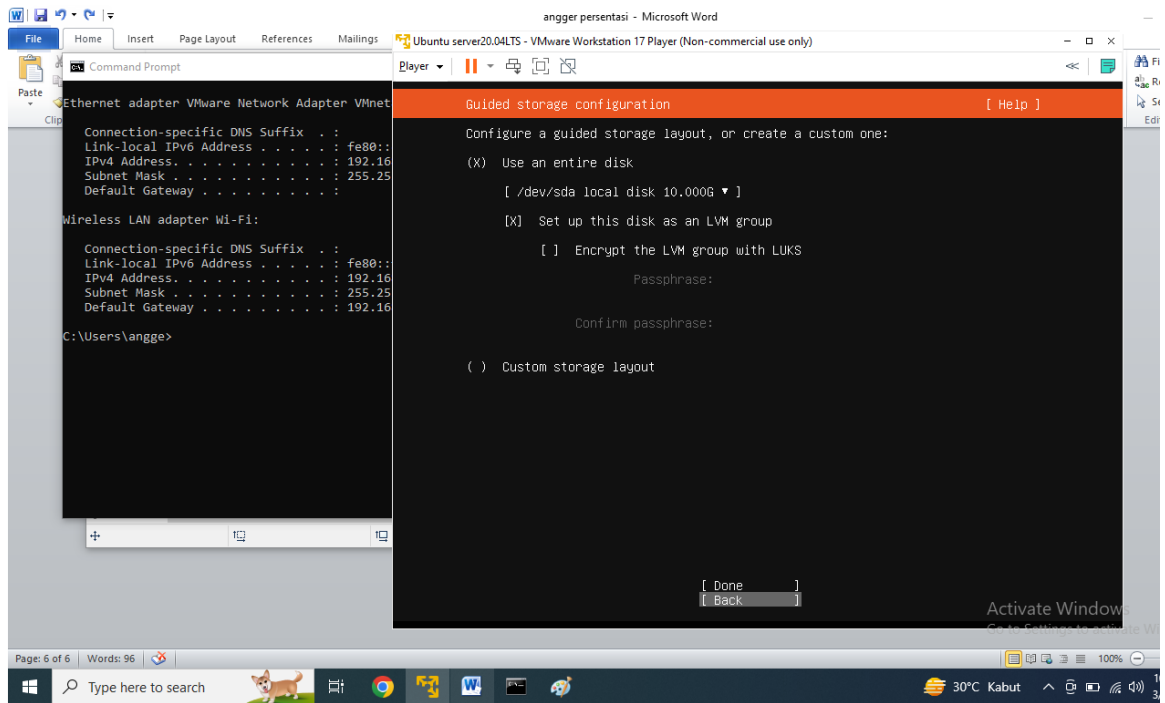 angger persentasi - Microsoft Word
File Home Insert Page Layout References Mailings
Paste
Command Prompt
Ethernet adapter VMware Network Adapter VMnet
Connection-specific DNS Suffix . :
Link-local IPv6 Address . . . . . : fe80::
IPv4 Address. . . . . . . . . . . : 192.16
Subnet Mask . . . . . . . . . . . : 255.25
Default Gateway . . . . . . . . . :
Wireless LAN adapter Wi-Fi:
Connection-specific DNS Suffix . :
Link-local IPv6 Address . . . . . : fe80::
IPv4 Address. . . . . . . . . . . : 192.16
Subnet Mask . . . . . . . . . . . : 255.25
Default Gateway . . . . . . . . . : 192.16
C:\Users\angge>
Ubuntu server20.04LTS - VMware Workstation 17 Player (Non-commercial use only)
Player
Guided storage configuration [ Help ]
Configure a guided storage layout, or create a custom one:
(X) Use an entire disk
[ /dev/sda local disk 10.000G ▾ ]
[X] Set up this disk as an LVM group
[ ] Encrypt the LVM group with LUKS
Passphrase:
Confirm passphrase:
( ) Custom storage layout
[ Done ]
[ Back ]
Activate Windows
Go to Settings to activate Wi
Page: 6 of 6 Words: 96 100%
Type here to search 30°C Kabut